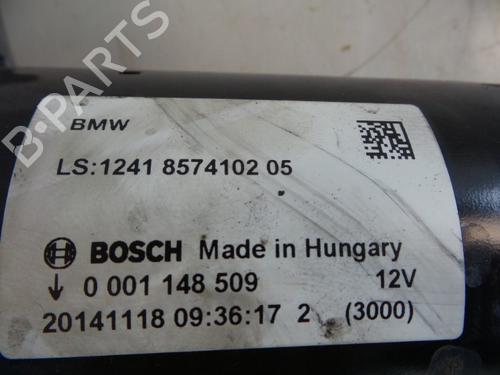 B-PARTS
BMW
LS:1241 8574102 05
BOSCH Made in Hungary
↓ 0 001 148 509 12V
20141118 09:36:17 2 (3000)